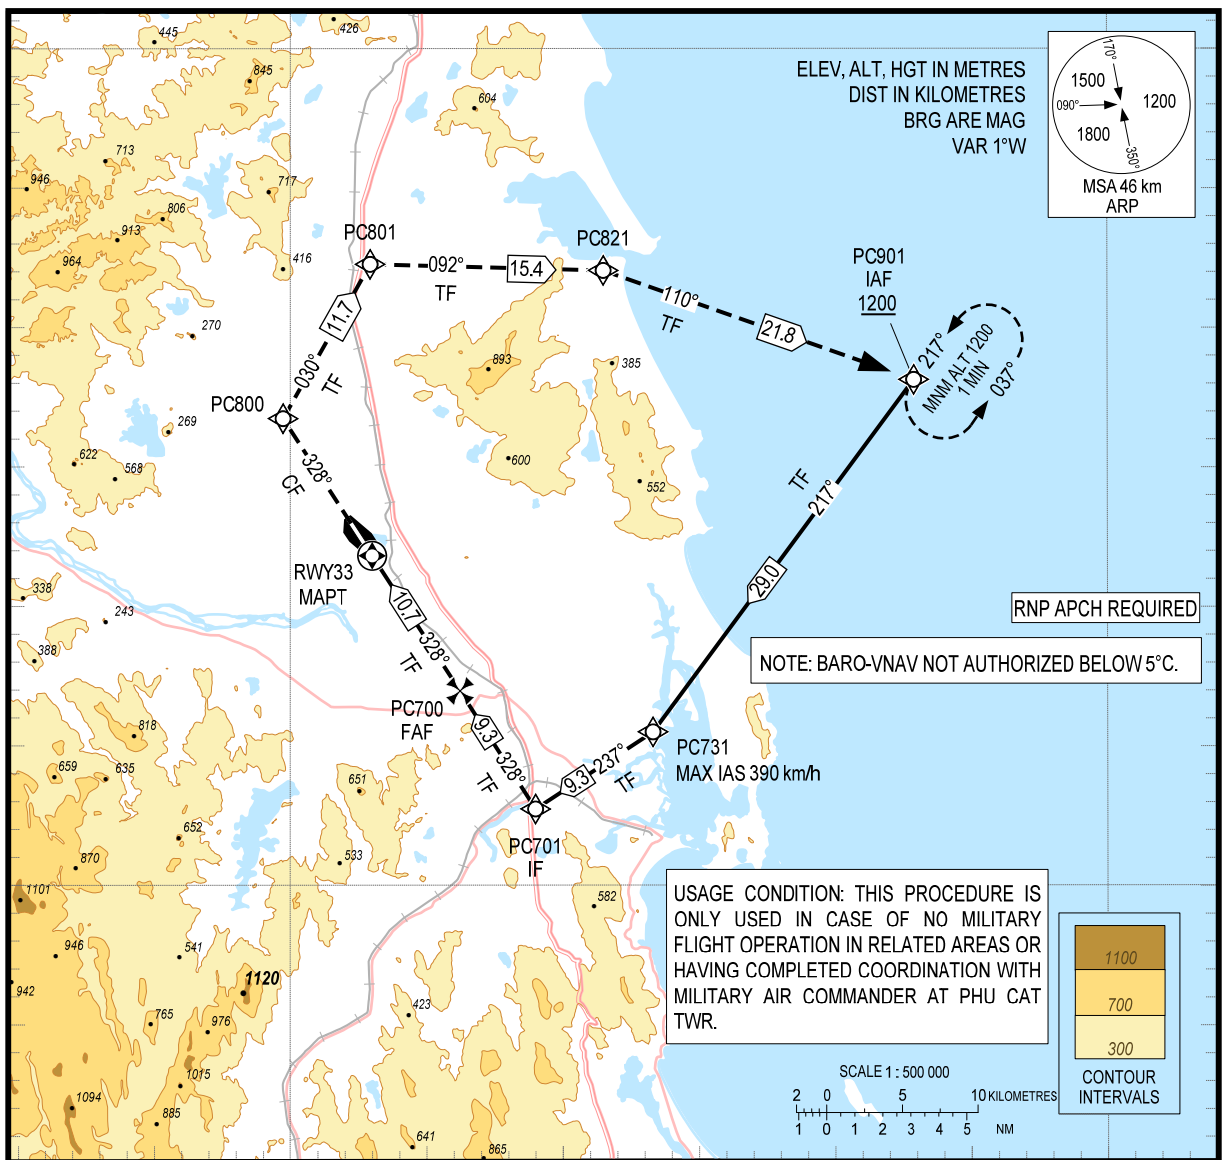 445
426
845
604
ELEV, ALT, HGT IN METRES
DIST IN KILOMETRES
BRG ARE MAG
VAR 1°W
170°
1500
1200
090°
1800
350°
MSA 46 km
ARP
713
946
717
806
913
964
416
PC801
092°
TF
15.4
PC821
PC901
IAF
1200
110°
TF
21.8
11.7
030°
TF
270
893
385
217°
MNM ALT 1200
1 MIN
037°
PC800
269
622
568
600
552
328°
CF
TF
217°
29.0
RWY33
MAPT
10.7
328°
TF
338
243
388
RNP APCH REQUIRED
NOTE: BARO-VNAV NOT AUTHORIZED BELOW 5°C.
PC700
FAF
9.3
328°
TF
818
659
635
651
237°
9.3
TF
PC731
MAX IAS 390 km/h
PC701
IF
652
870
533
1101
582
946
541
942
1120
765
976
423
1015
1094
885
641
865
USAGE CONDITION: THIS PROCEDURE IS
ONLY USED IN CASE OF NO MILITARY
FLIGHT OPERATION IN RELATED AREAS OR
HAVING COMPLETED COORDINATION WITH
MILITARY AIR COMMANDER AT PHU CAT
TWR.
1100
700
300
CONTOUR
INTERVALS
SCALE 1 : 500 000
2 0 5 10 KILOMETRES
1 0 1 2 3 4 5 NM